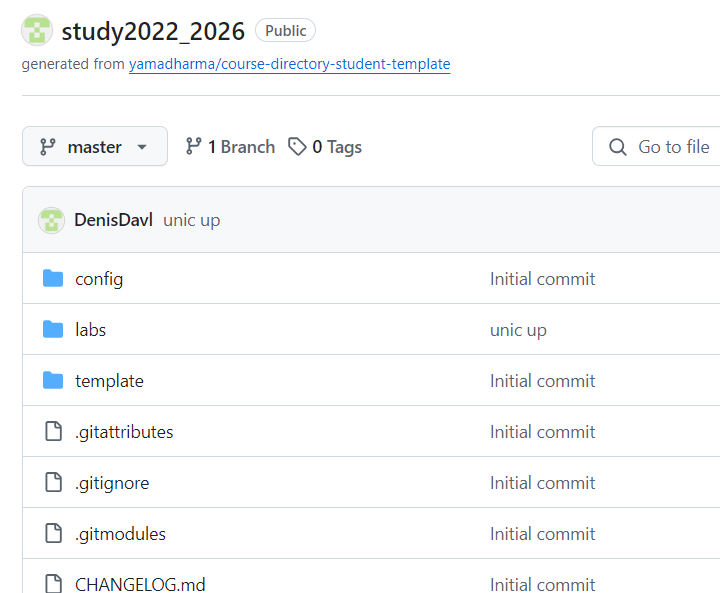 study2022_2026 Public
generated from yamadharma/course-directory-student-template
master 1 Branch 0 Tags Go to file
DenisDavl unic up
config Initial commit
labs unic up
template Initial commit
.gitattributes Initial commit
.gitignore Initial commit
.gitmodules Initial commit
CHANGELOG.md Initial commit